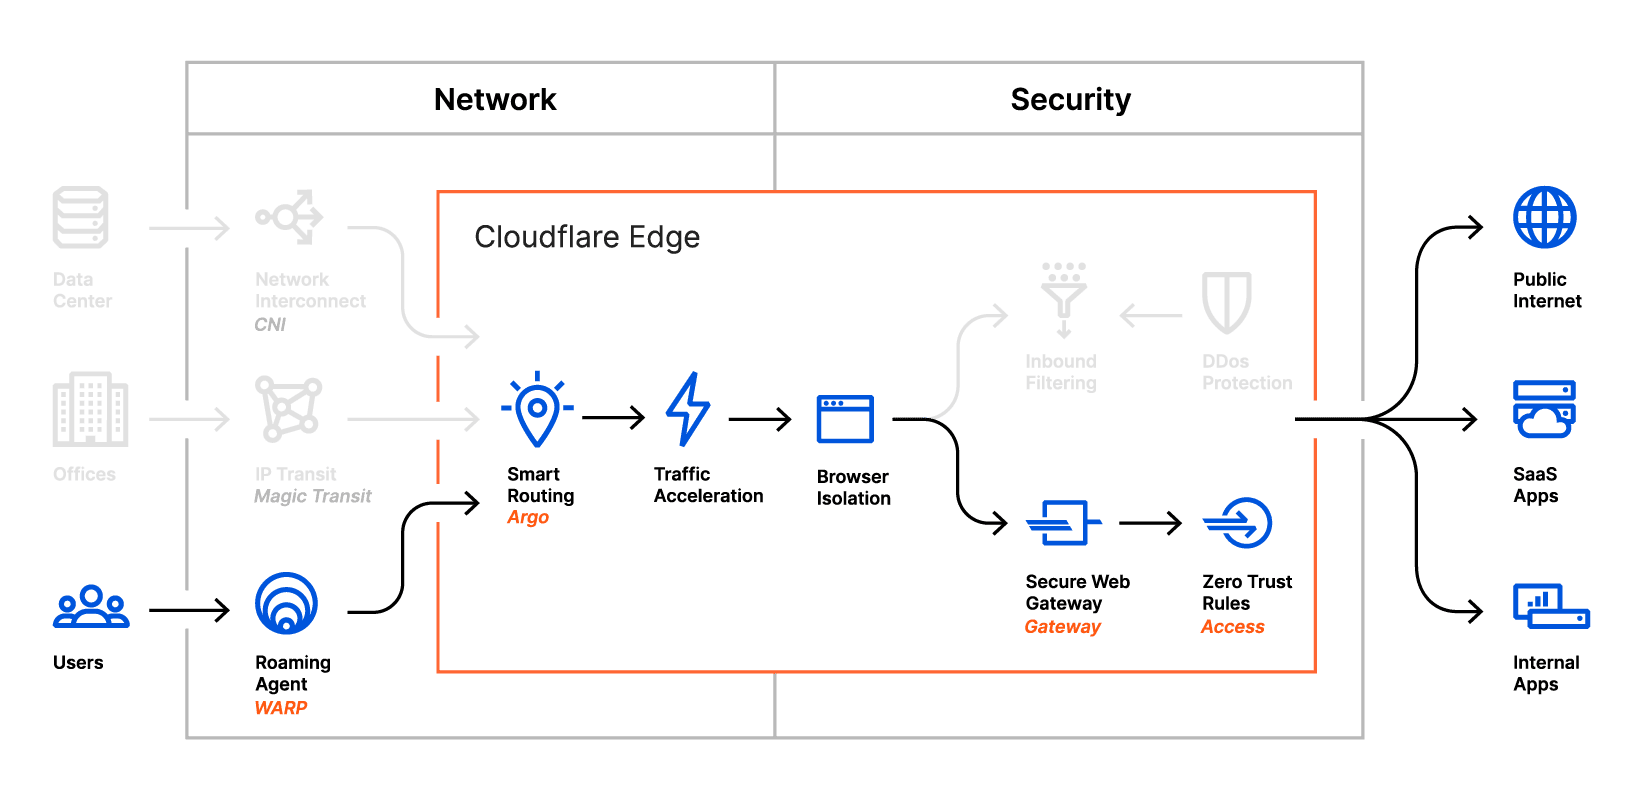 Network
Security
Cloudflare Edge
Data
Center
Network
Interconnect
CNI
Offices
IP Transit
Magic Transit
Users
Roaming
Agent
WARP
Smart
Routing
Argo
Traffic
Acceleration
Browser
Isolation
Inbound
Filtering
DDos
Protection
Secure Web
Gateway
Gateway
Zero Trust
Rules
Access
Public
Internet
SaaS
Apps
Internal
Apps